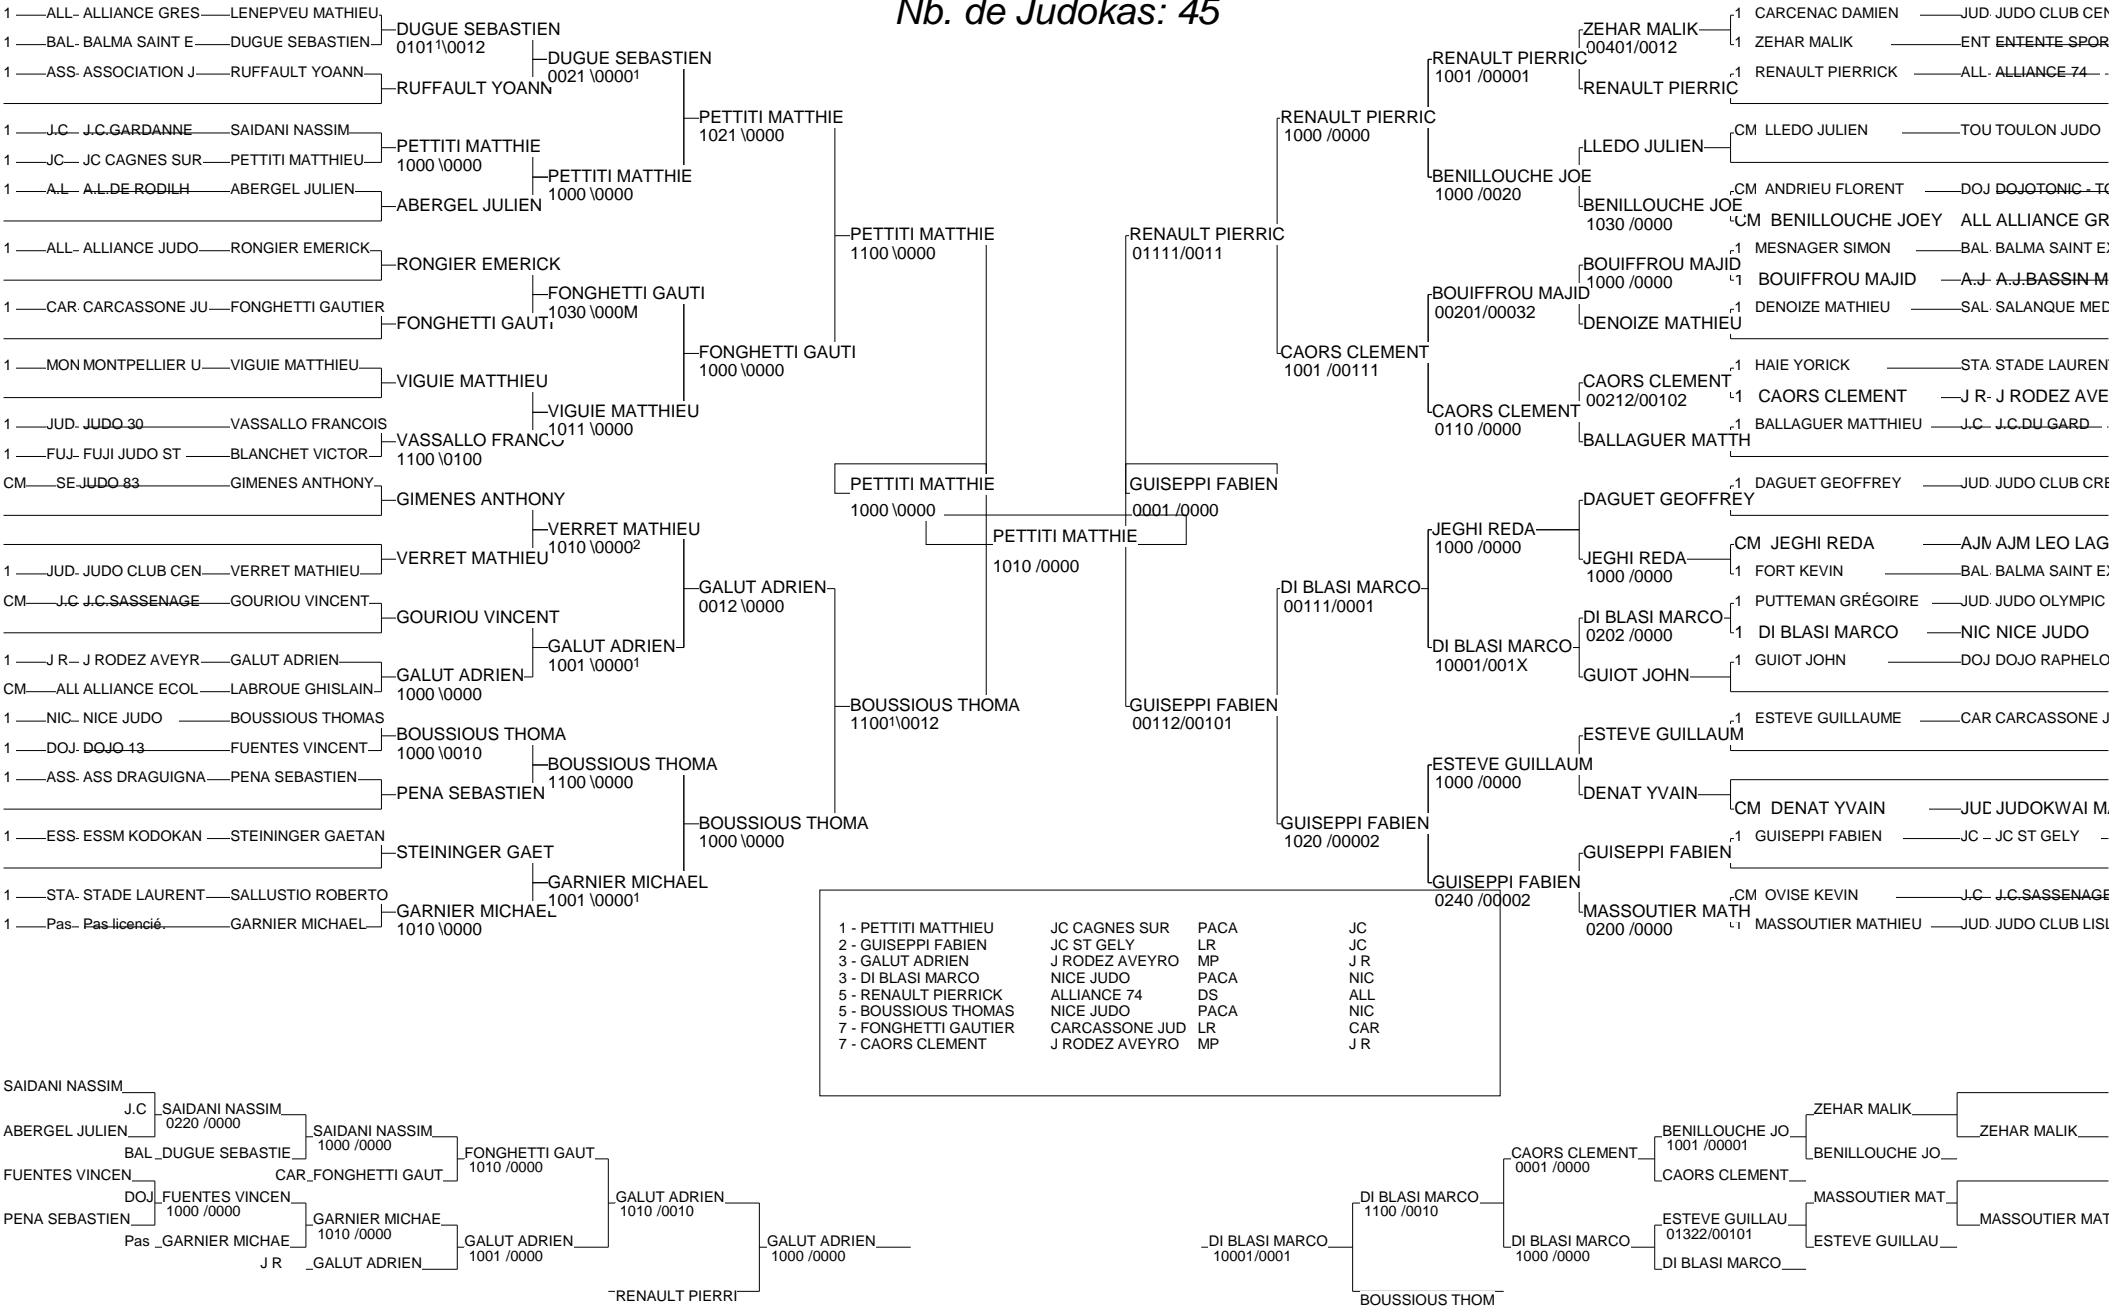 Nb. de Judokas: 45
1 ALL ALLIANCE GRES LENEPVEU MATHIEU
1 BAL BALMA SAINT E DUGUE SEBASTIEN
1 ASS ASSOCIATION J RUFFAULT YOANN
1 J.C J.C.GARDANNE SAIDANI NASSIM
1 JC JC CAGNES SUR PETTITI MATTHIEU
1 A.L A.L.DE RODILH ABERGEL JULIEN
1 ALL ALLIANCE JUDO RONGIER EMERICK
1 CAR CARCASSONE JU FONGHETTI GAUTIER
1 MON MONTPELLIER U VIGUIE MATTHIEU
1 JUD JUDO 30 VASSALLO FRANCOIS
1 FUJ FUJI JUDO ST BLANCHET VICTOR
CM SE JUDO 83 GIMENES ANTHONY
1 JUD JUDO CLUB CEN VERRET MATHIEU
CM J.C J.C.SASSENAGE GOURIOU VINCENT
1 J R J RODEZ AVEYR GALUT ADRIEN
CM ALL ALLIANCE ECOL LABROUE GHISLAIN
1 NIC NICE JUDO BOUSSIOUS THOMAS
1 DOJ DOJO 13 FUENTES VINCENT
1 ASS ASS DRAGUIGNA PENA SEBASTIEN
1 ESS ESSM KODOKAN STEININGER GAETAN
1 STA STADE LAURENT SALLUSTIO ROBERTO
1 Pas Pas licencié. GARNIER MICHAEL
DUGUE SEBASTIEN
0101¹\0012
RUFFAULT YOANN
PETTITI MATTHIE
1000 \0000
ABERGEL JULIEN
RONGIER EMERICK
FONGHETTI GAUTI
VIGUIE MATTHIEU
VASSALLO FRANCO
1100 \0100
GIMENES ANTHONY
VERRET MATHIEU
GOURIOU VINCENT
GALUT ADRIEN
1000 \0000
BOUSSIOUS THOMA
1000 \0010
PENA SEBASTIEN
STEININGER GAET
GARNIER MICHAEL
1010 \0000
DUGUE SEBASTIEN
0021 \0000¹
PETTITI MATTHIE
1000 \0000
FONGHETTI GAUTI
1030 \000M
VIGUIE MATTHIEU
1011 \0000
VERRET MATHIEU
1010 \0000²
GALUT ADRIEN
1001 \0000¹
BOUSSIOUS THOMA
1100 \0000
GARNIER MICHAEL
1001 \0000¹
PETTITI MATTHIE
1021 \0000
FONGHETTI GAUTI
1000 \0000
GALUT ADRIEN
0012 \0000
BOUSSIOUS THOMA
1000 \0000
PETTITI MATTHIE
1100 \0000
BOUSSIOUS THOMA
1100¹\0012
PETTITI MATTHIE
1000 \0000
PETTITI MATTHIE
1010 /0000
GUISEPPI FABIEN
0001 /0000
RENAULT PIERRIC
01111/0011
GUISEPPI FABIEN
00112/00101
RENAULT PIERRIC
1000 /0000
CAORS CLEMENT
1001 /00111
DI BLASI MARCO
00111/0001
GUISEPPI FABIEN
1020 /00002
RENAULT PIERRIC
1001 /00001
BENILLOUCHE JOE
1000 /0020
BOUIFFROU MAJID
00201/00032
CAORS CLEMENT
0110 /0000
JEGHI REDA
1000 /0000
DI BLASI MARCO
10001/001X
ESTEVE GUILLAUM
1000 /0000
GUISEPPI FABIEN
0240 /00002
ZEHAR MALIK
00401/0012
RENAULT PIERRIC
LLEDO JULIEN
BENILLOUCHE JOE
1030 /0000
BOUIFFROU MAJID
1000 /0000
DENOIZE MATHIEU
CAORS CLEMENT
00212/00102
BALLAGUER MATTH
DAGUET GEOFFREY
JEGHI REDA
1000 /0000
DI BLASI MARCO
0202 /0000
GUIOT JOHN
ESTEVE GUILLAUM
DENAT YVAIN
GUISEPPI FABIEN
MASSOUTIER MATH
0200 /0000
1 CARCENAC DAMIEN JUD JUDO CLUB CEN
1 ZEHAR MALIK ENT ENTENTE SPOR
1 RENAULT PIERRICK ALL ALLIANCE 74
CM LLEDO JULIEN TOU TOULON JUDO
CM ANDRIEU FLORENT DOJ DOJOTONIC - TO
CM BENILLOUCHE JOEY ALL ALLIANCE GR
1 MESNAGER SIMON BAL BALMA SAINT EX
1 BOUIFFROU MAJID A.J A.J.BASSIN M
1 DENOIZE MATHIEU SAL SALANQUE MED
1 HAIE YORICK STA STADE LAURENT
1 CAORS CLEMENT J R J RODEZ AVE
1 BALLAGUER MATTHIEU J.C J.C.DU GARD
1 DAGUET GEOFFREY JUD JUDO CLUB CRE
CM JEGHI REDA AJM AJM LEO LAG
1 FORT KEVIN BAL BALMA SAINT EX
1 PUTTEMAN GRÉGOIRE JUD JUDO OLYMPIC
1 DI BLASI MARCO NIC NICE JUDO
1 GUIOT JOHN DOJ DOJO RAPHELO
1 ESTEVE GUILLAUME CAR CARCASSONE J
CM DENAT YVAIN JUD JUDOKWAI MA
1 GUISEPPI FABIEN JC JC ST GELY
CM OVISE KEVIN J.C J.C.SASSENAGE
1 MASSOUTIER MATHIEU JUD JUDO CLUB LISL
1 - PETTITI MATTHIEU JC CAGNES SUR PACA JC
2 - GUISEPPI FABIEN JC ST GELY LR JC
3 - GALUT ADRIEN J RODEZ AVEYRO MP J R
3 - DI BLASI MARCO NICE JUDO PACA NIC
5 - RENAULT PIERRICK ALLIANCE 74 DS ALL
5 - BOUSSIOUS THOMAS NICE JUDO PACA NIC
7 - FONGHETTI GAUTIER CARCASSONE JUD LR CAR
7 - CAORS CLEMENT J RODEZ AVEYRO MP J R
SAIDANI NASSIM
ABERGEL JULIEN
FUENTES VINCEN
PENA SEBASTIEN
J.C SAIDANI NASSIM
0220 /0000
BAL DUGUE SEBASTIE
DOJ FUENTES VINCEN
1000 /0000
Pas GARNIER MICHAE
SAIDANI NASSIM
1000 /0000
CAR FONGHETTI GAUT
GARNIER MICHAE
1010 /0000
J R GALUT ADRIEN
FONGHETTI GAUT
1010 /0000
GALUT ADRIEN
1001 /0000
GALUT ADRIEN
1010 /0010
RENAULT PIERRI
GALUT ADRIEN
1000 /0000
DI BLASI MARCO
10001/0001
DI BLASI MARCO
1100 /0010
BOUSSIOUS THOM
CAORS CLEMENT
0001 /0000
DI BLASI MARCO
1000 /0000
BENILLOUCHE JO
1001 /00001
CAORS CLEMENT
ESTEVE GUILLAU
01322/00101
DI BLASI MARCO
ZEHAR MALIK
BENILLOUCHE JO
MASSOUTIER MAT
ESTEVE GUILLAU
ZEHAR MALIK
MASSOUTIER MAT